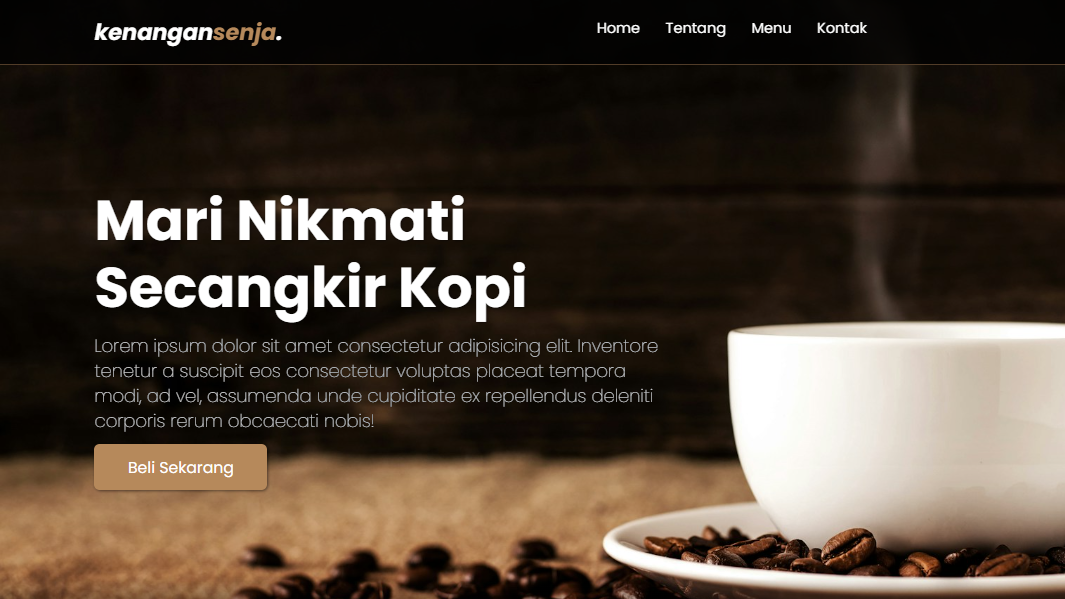 kenangansenja.
Home Tentang Menu Kontak
Mari Nikmati
Secangkir Kopi
Lorem ipsum dolor sit amet consectetur adipisicing elit. Inventore
tenetur a suscipit eos consectetur voluptas placeat tempora
modi, ad vel, assumenda unde cupiditate ex repellendus deleniti
corporis rerum obcaecati nobis!
Beli Sekarang